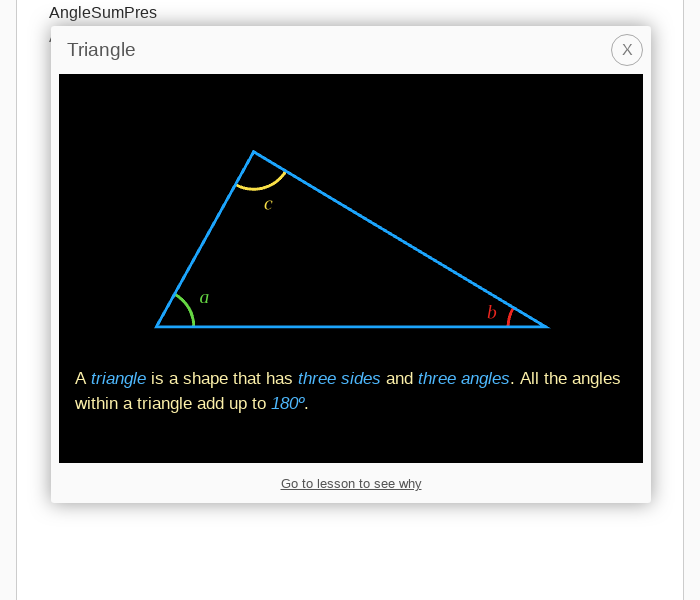 AngleSumPres
Triangle
X
c
a
b
A triangle is a shape that has three sides and three angles. All the angles
within a triangle add up to 180º.
Go to lesson to see why